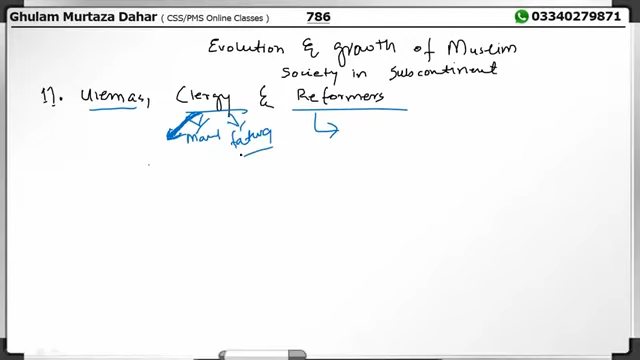 Ghulam Murtaza Dahar ( CSS/PMS Online Classes ) 786 03340279871
Evolution & growth of Muslim
Society in Subcontinent
1). Ulemas, Clergy & Reformers
fatwa